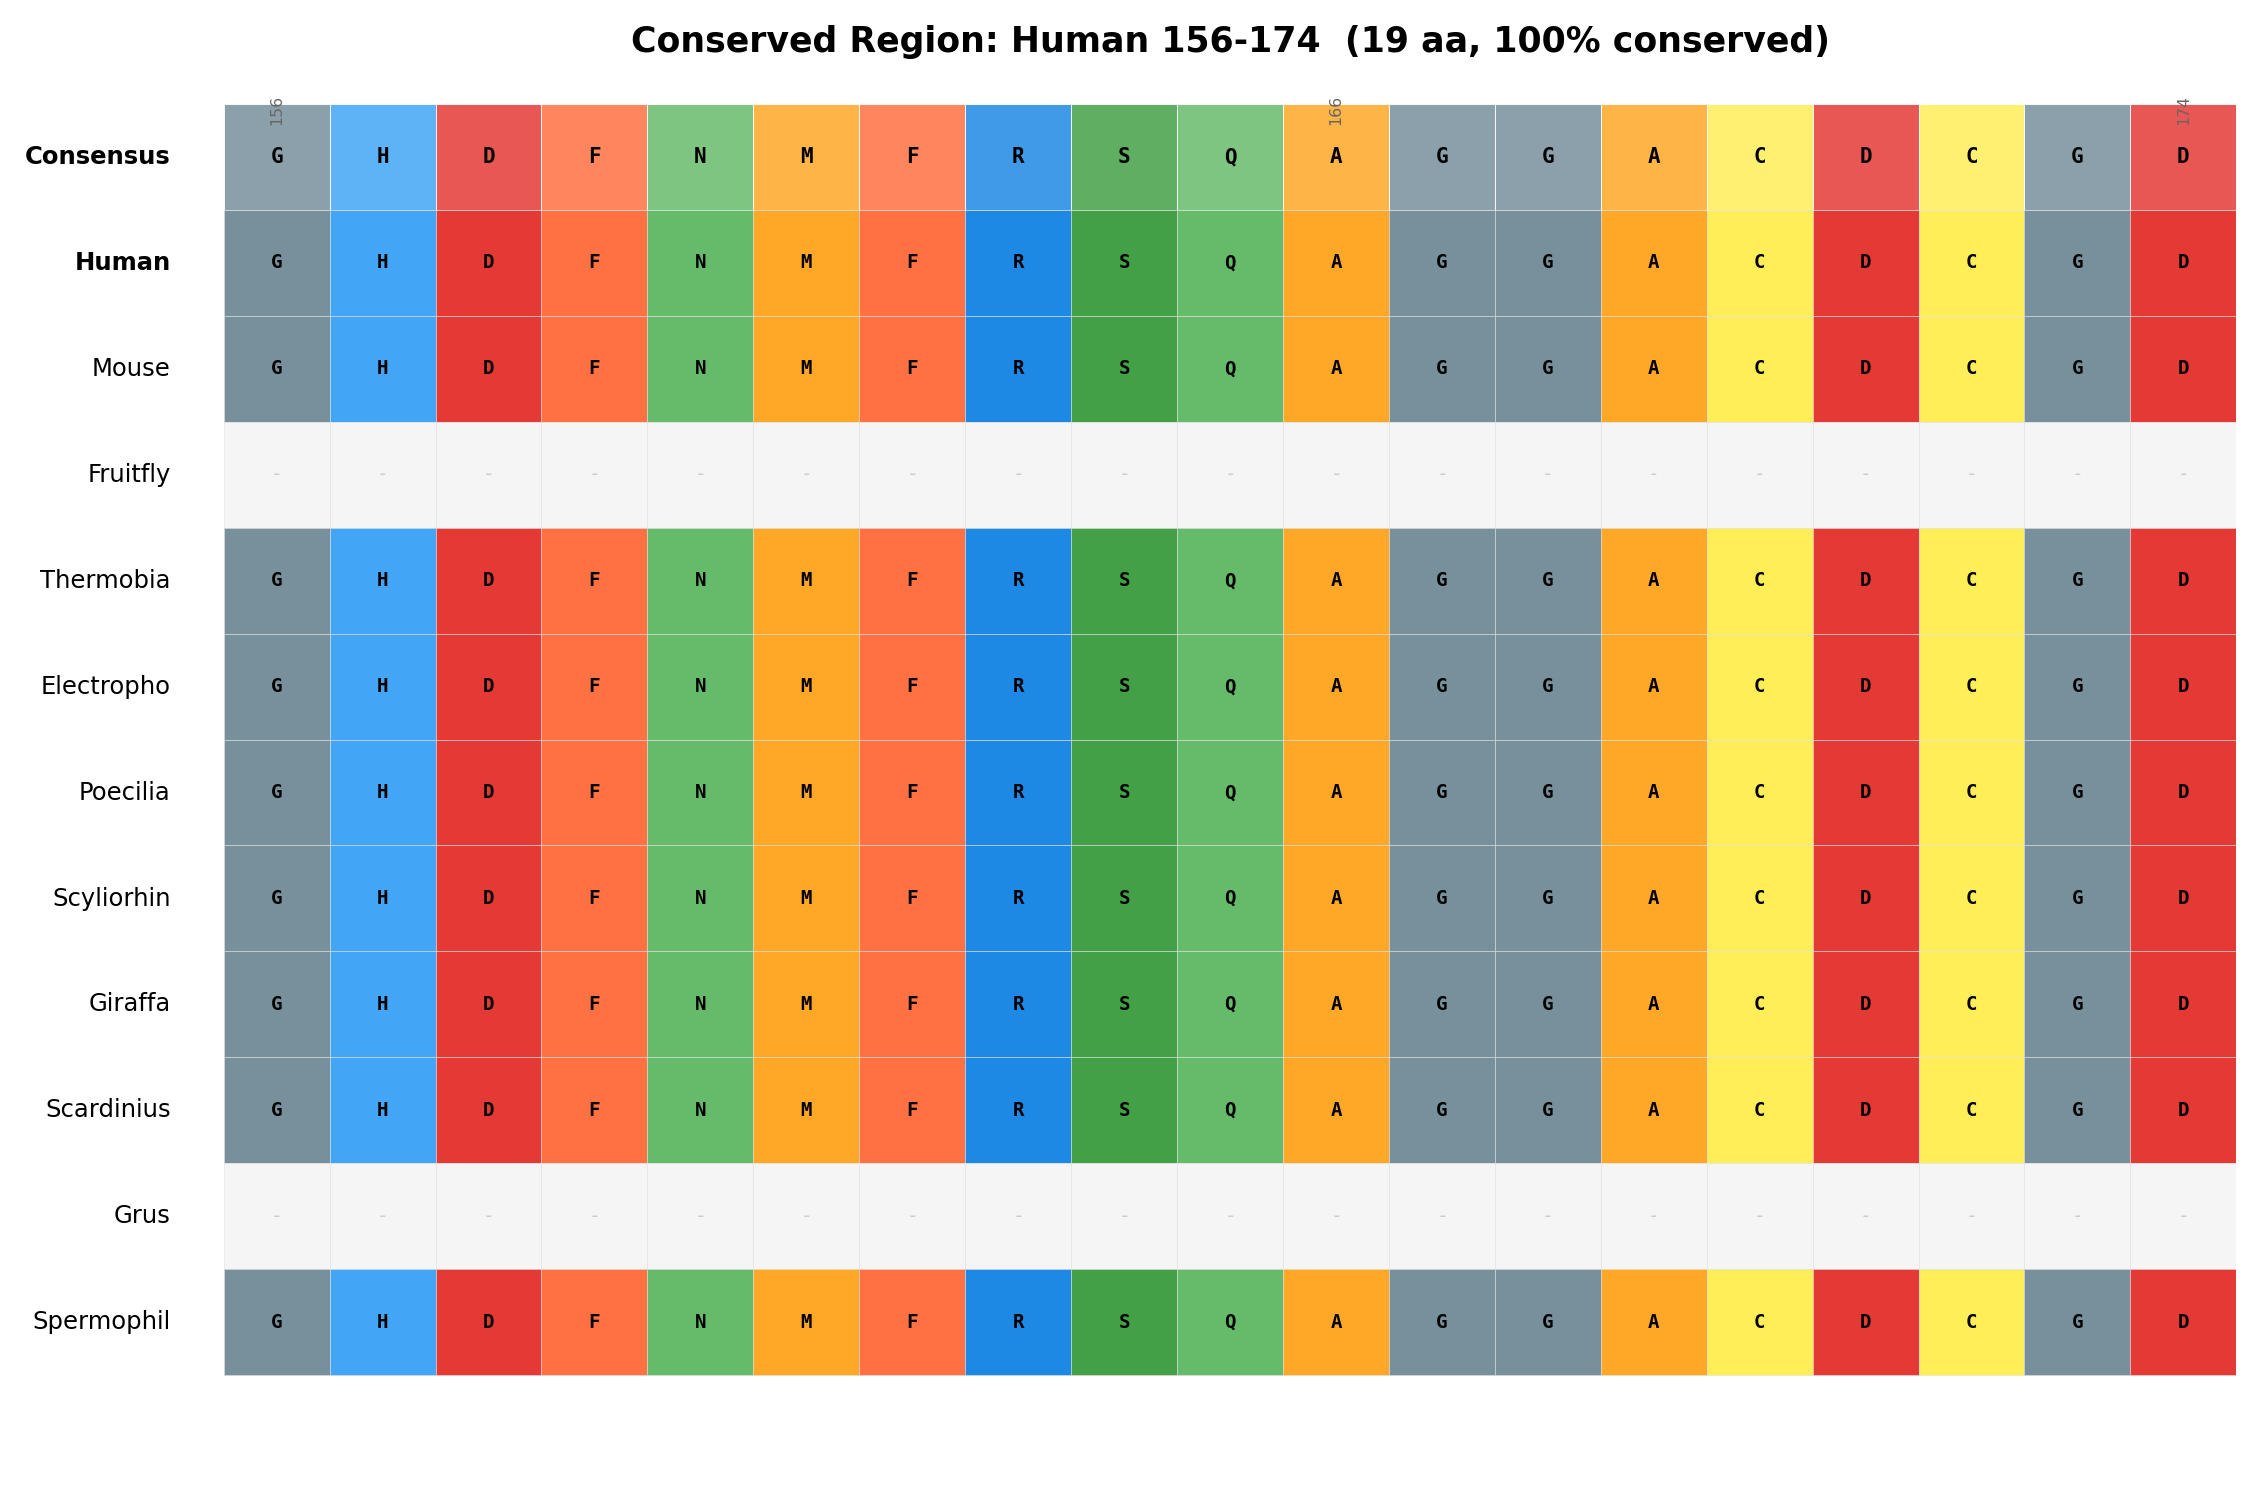 Conserved Region: Human 156-174 (19 aa, 100% conserved)
156 166 174
Consensus G H D F N M F R S Q A G G A C D C G D
Human G H D F N M F R S Q A G G A C D C G D
Mouse G H D F N M F R S Q A G G A C D C G D
Fruitfly - - - - - - - - - - - - - - - - - - -
Thermobia G H D F N M F R S Q A G G A C D C G D
Electropho G H D F N M F R S Q A G G A C D C G D
Poecilia G H D F N M F R S Q A G G A C D C G D
Scyliorhin G H D F N M F R S Q A G G A C D C G D
Giraffa G H D F N M F R S Q A G G A C D C G D
Scardinius G H D F N M F R S Q A G G A C D C G D
Grus - - - - - - - - - - - - - - - - - - -
Spermophil G H D F N M F R S Q A G G A C D C G D